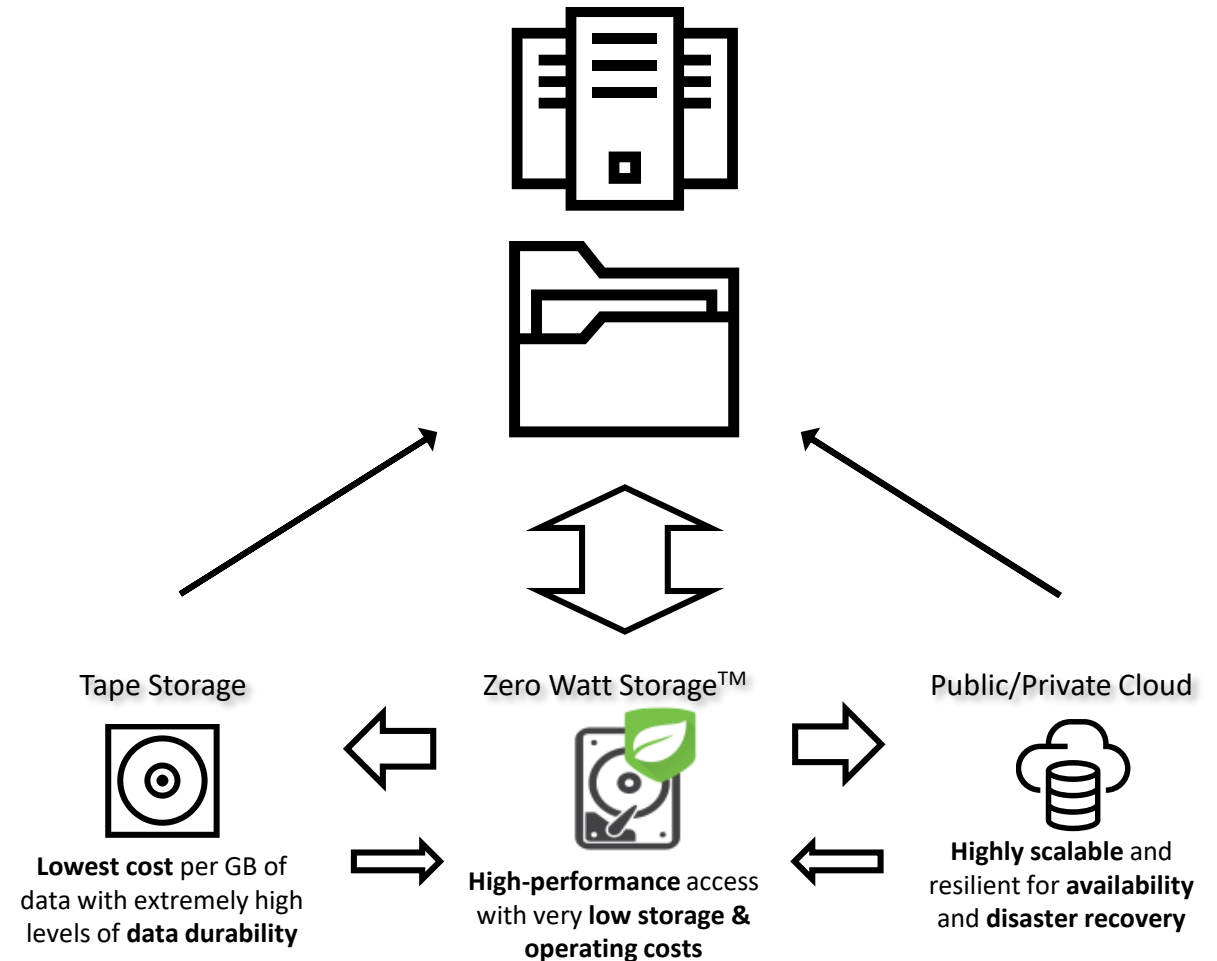 Tape Storage
Zero Watt Storage™
Public/Private Cloud
Lowest cost per GB of
data with extremely high
levels of data durability
High-performance access
with very low storage &
operating costs
Highly scalable and
resilient for availability
and disaster recovery